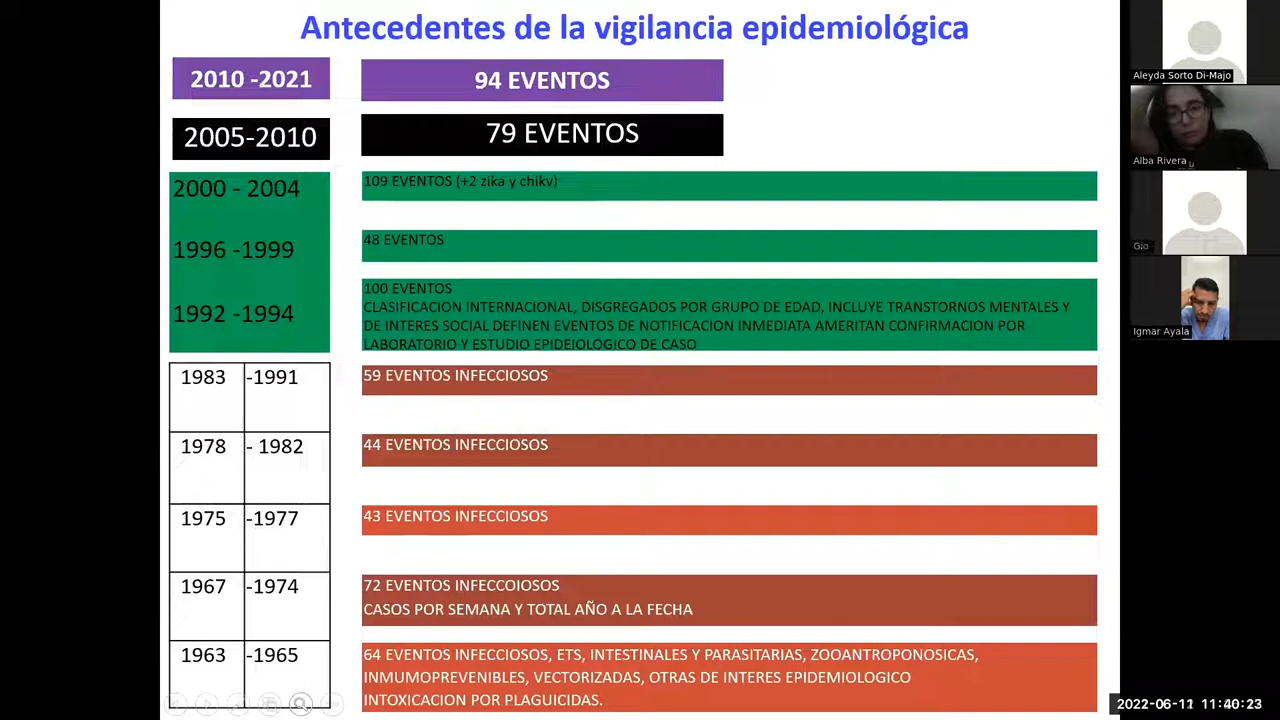 Antecedentes de la vigilancia epidemiológica
2010 -2021
94 EVENTOS
2005-2010
79 EVENTOS
2000 - 2004
109 EVENTOS (+2 zika y chikv)
1996 -1999
48 EVENTOS
1992 -1994
100 EVENTOS
CLASIFICACION INTERNACIONAL, DISGREGADOS POR GRUPO DE EDAD, INCLUYE TRANSTORNOS MENTALES Y
DE INTERES SOCIAL DEFINEN EVENTOS DE NOTIFICACION INMEDIATA AMERITAN CONFIRMACION POR
LABORATORIO Y ESTUDIO EPIDEIOLOGICO DE CASO
1983 -1991
59 EVENTOS INFECCIOSOS
1978 - 1982
44 EVENTOS INFECCIOSOS
1975 -1977
43 EVENTOS INFECCIOSOS
1967 -1974
72 EVENTOS INFECCOIOSOS
CASOS POR SEMANA Y TOTAL AÑO A LA FECHA
1963 -1965
64 EVENTOS INFECCIOSOS, ETS, INTESTINALES Y PARASITARIAS, ZOOANTROPONOSICAS,
INMUMOPREVENIBLES, VECTORIZADAS, OTRAS DE INTERES EPIDEMIOLOGICO
INTOXICACION POR PLAGUICIDAS.
Aleyda Sorto Di-Majo
Alba Rivera
Gio
Igmar Ayala
2022-06-11 11:40:23